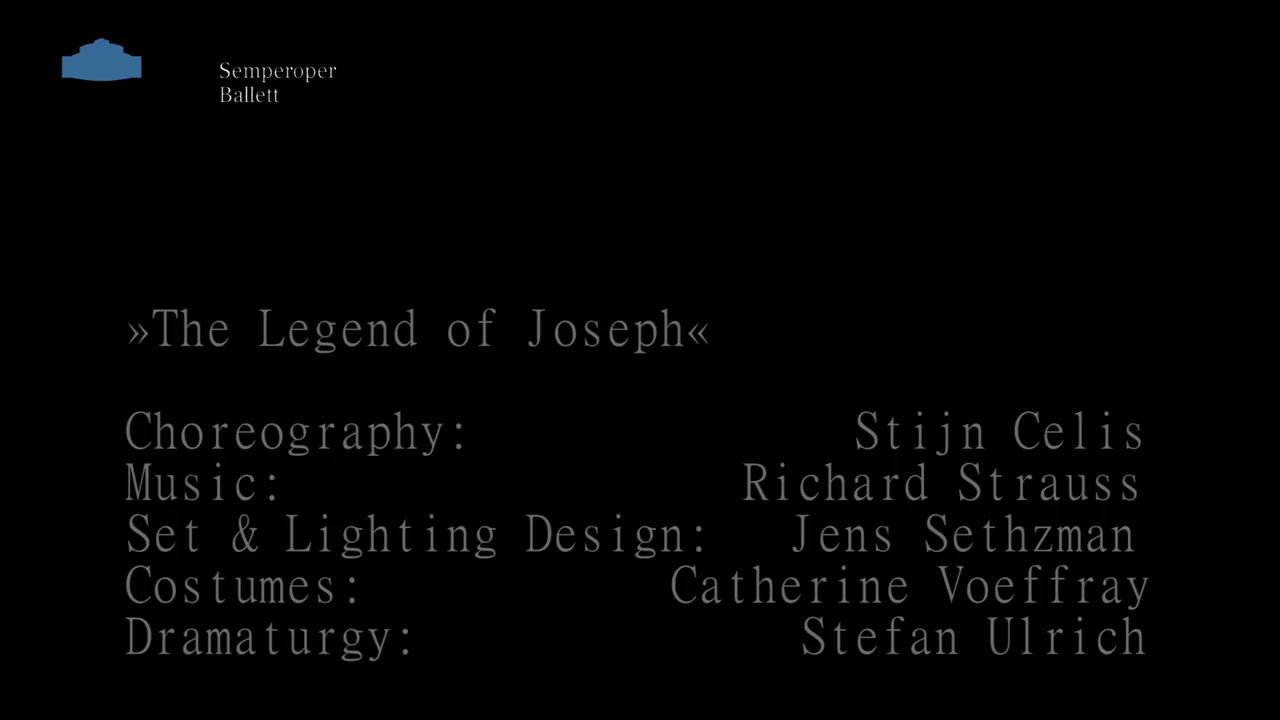 Semperoper
Ballett
»The Legend of Joseph«
Choreography: Stijn Celis
Music: Richard Strauss
Set & Lighting Design: Jens Sethzman
Costumes: Catherine Voeffray
Dramaturgy: Stefan Ulrich